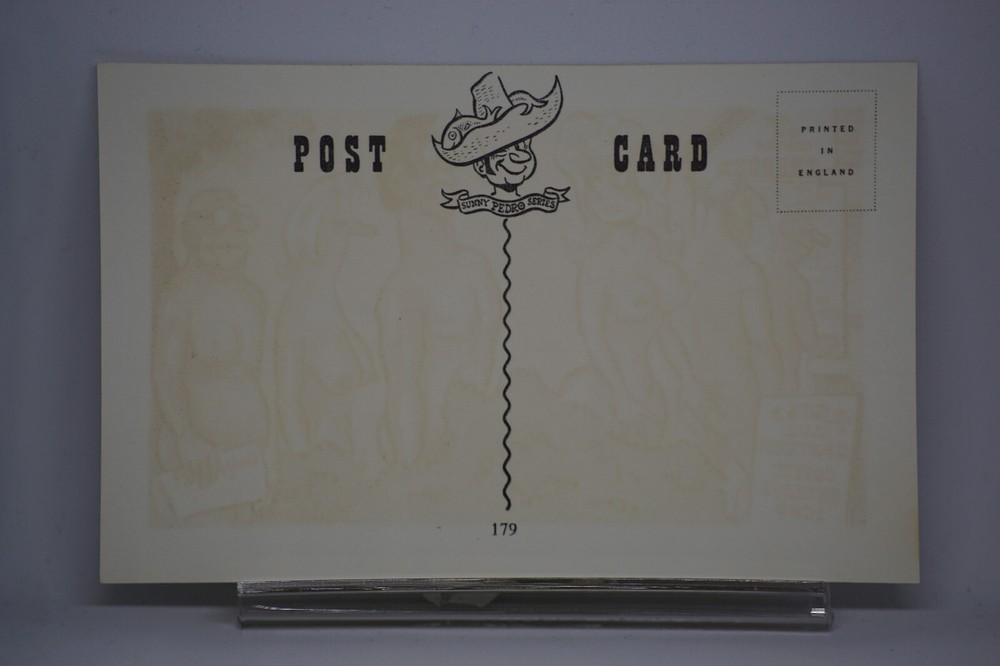 POST CARD
SUNNY PEDRO SERIES
PRINTED
IN
ENGLAND
179